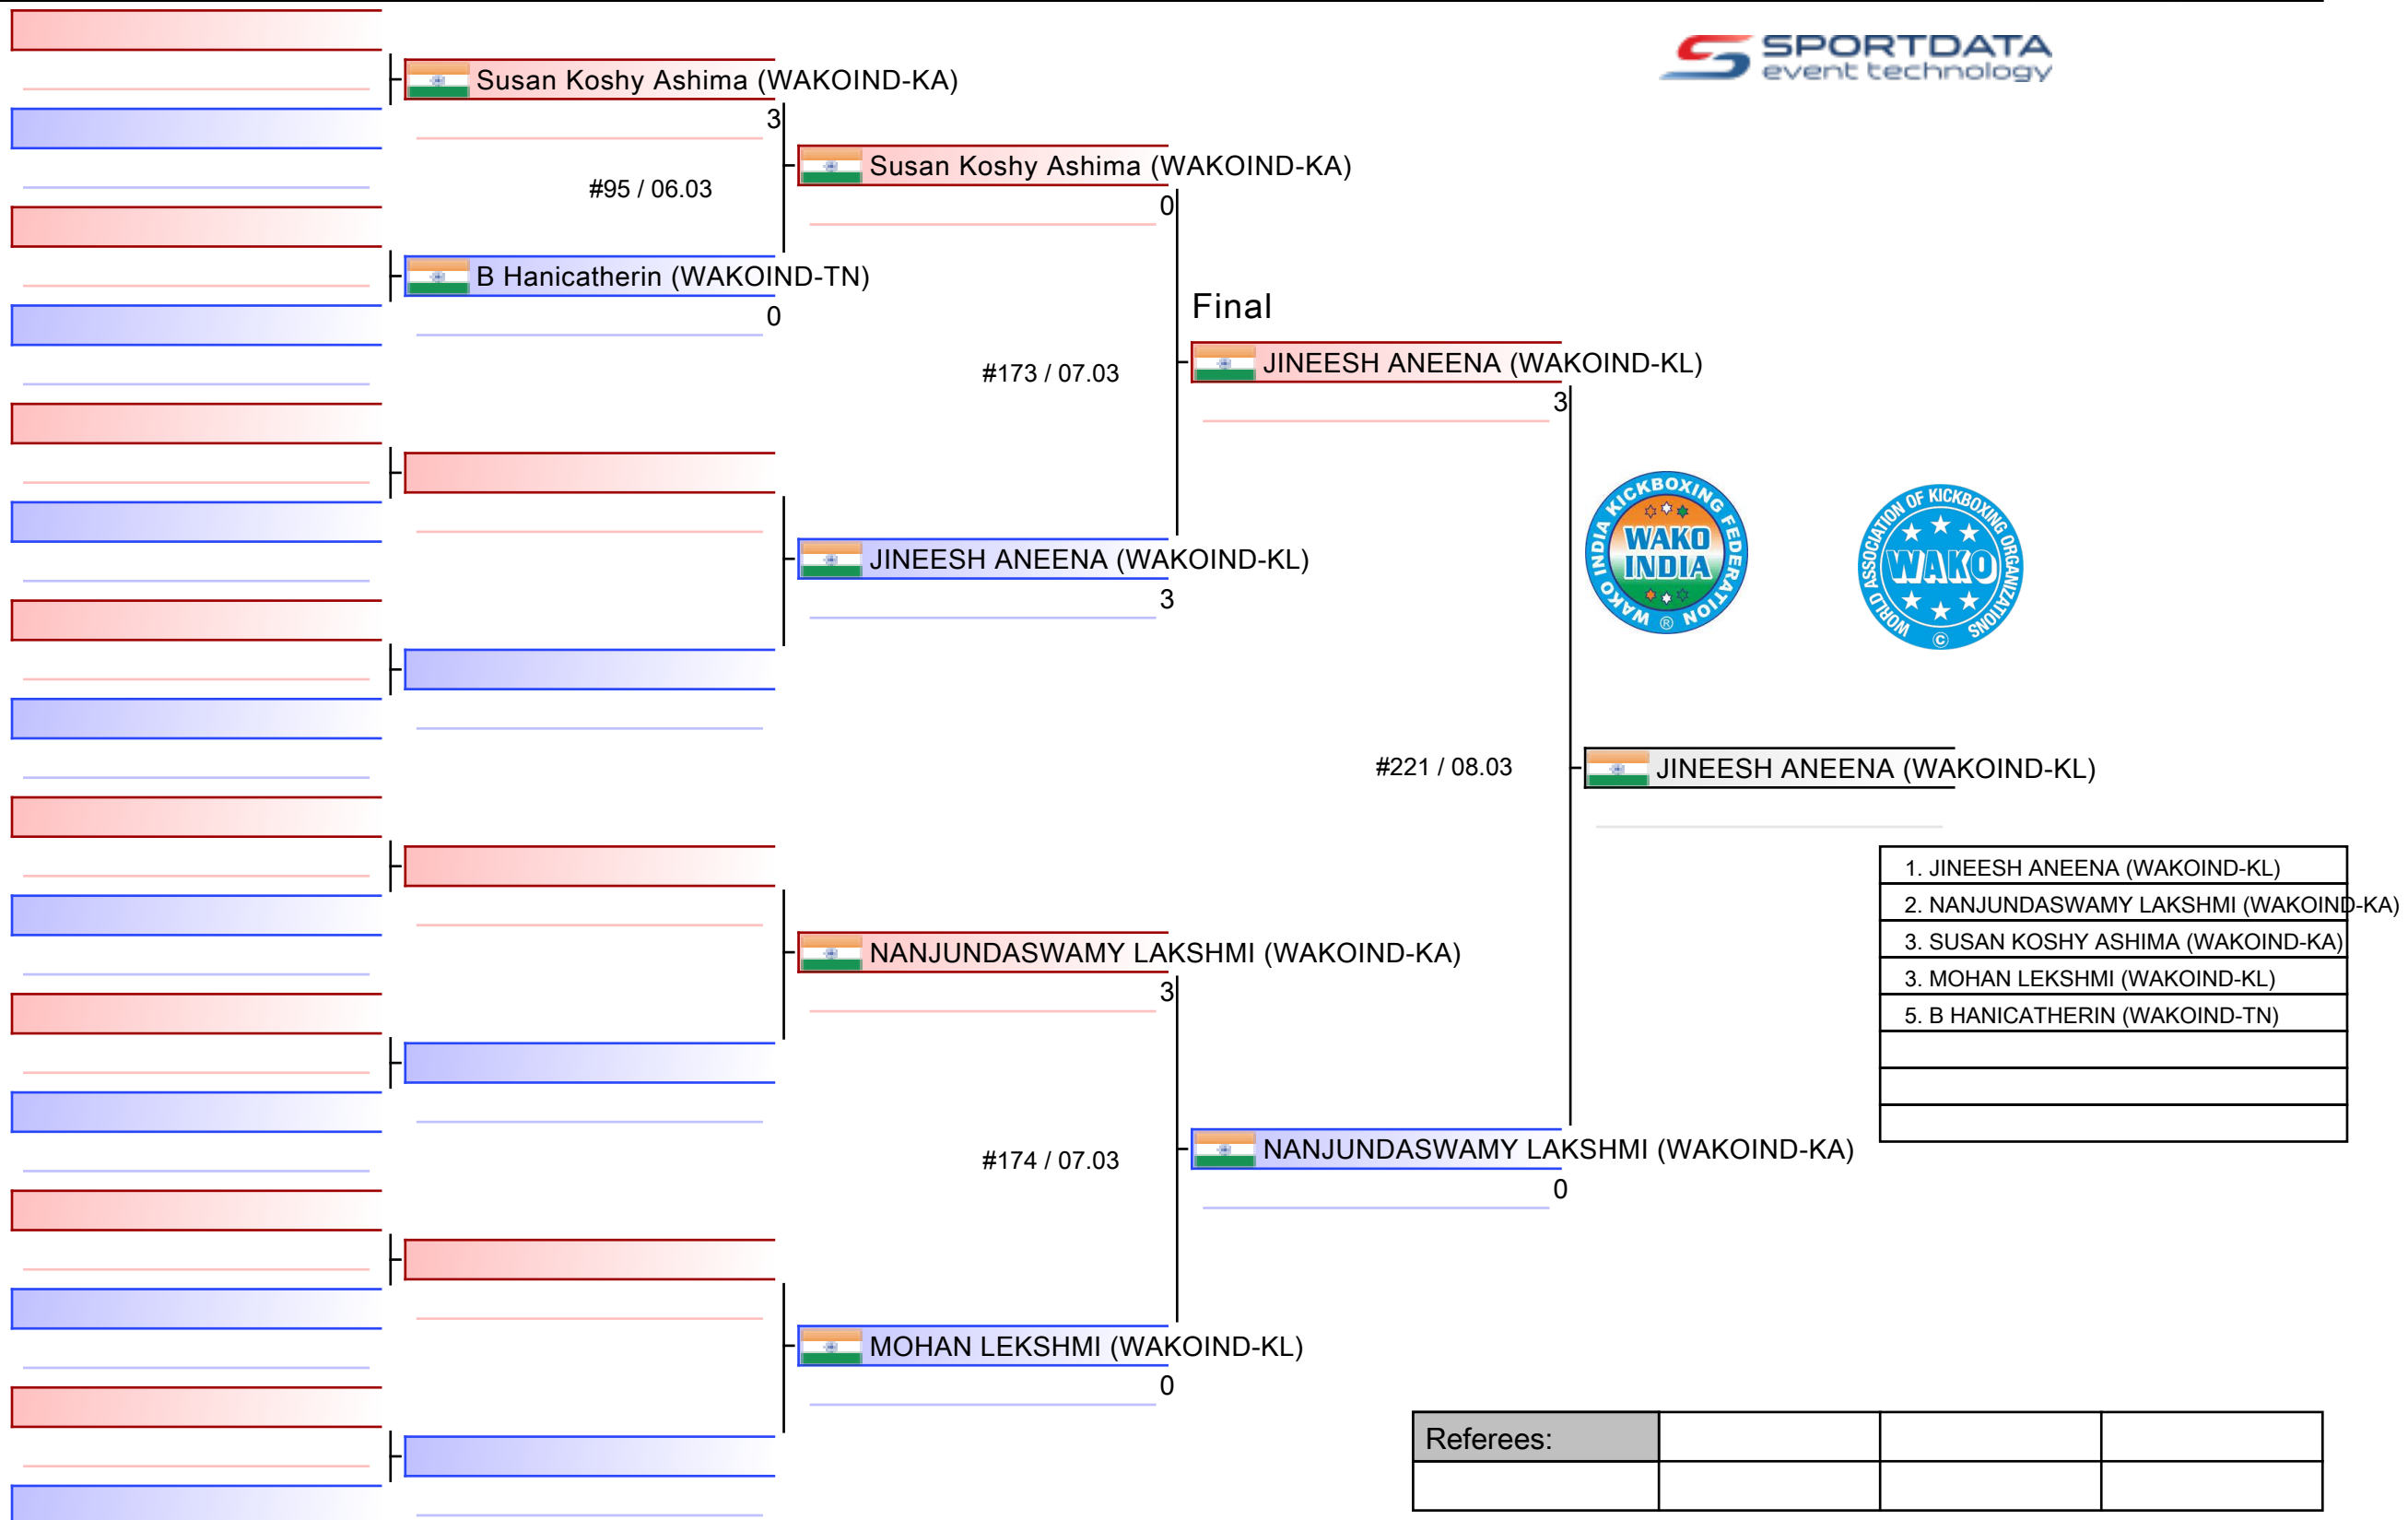 SPORTDATA
event technology
Susan Koshy Ashima (WAKOIND-KA)
3
#95 / 06.03
B Hanicatherin (WAKOIND-TN)
0
Susan Koshy Ashima (WAKOIND-KA)
0
#173 / 07.03
JINEESH ANEENA (WAKOIND-KL)
3
NANJUNDASWAMY LAKSHMI (WAKOIND-KA)
3
#174 / 07.03
MOHAN LEKSHMI (WAKOIND-KL)
0
Final
JINEESH ANEENA (WAKOIND-KL)
3
#221 / 08.03
NANJUNDASWAMY LAKSHMI (WAKOIND-KA)
0
WAKO INDIA KICKBOXING FEDERATION
WAKO
INDIA
®
WORLD ASSOCIATION OF KICKBOXING ORGANIZATIONS
WAKO
©
JINEESH ANEENA (WAKOIND-KL)
1. JINEESH ANEENA (WAKOIND-KL)
2. NANJUNDASWAMY LAKSHMI (WAKOIND-KA)
3. SUSAN KOSHY ASHIMA (WAKOIND-KA)
3. MOHAN LEKSHMI (WAKOIND-KL)
5. B HANICATHERIN (WAKOIND-TN)
Referees: